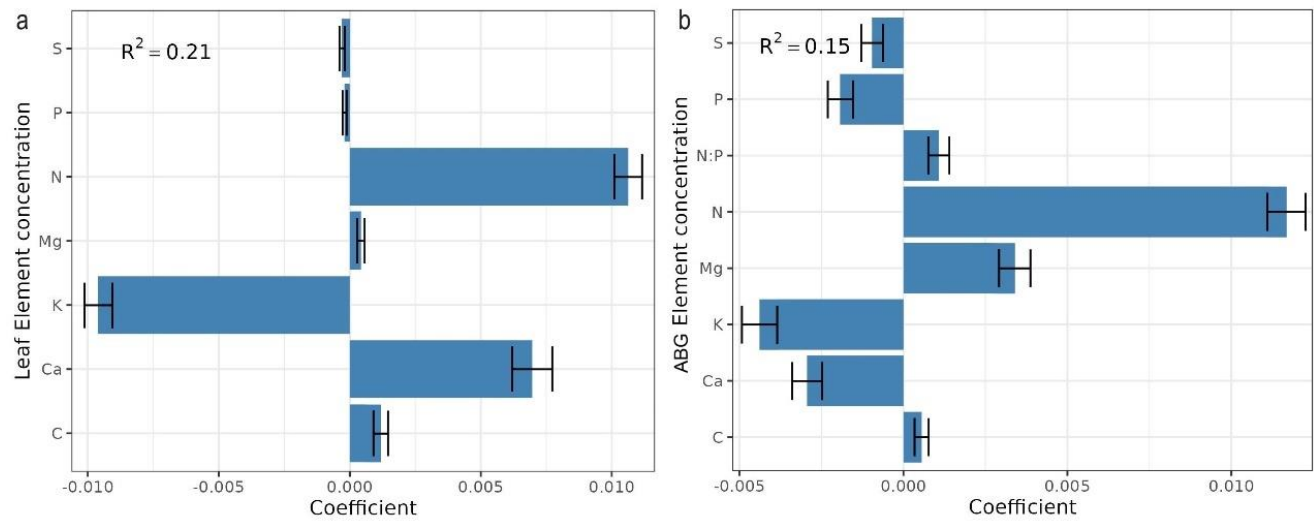 a
R² = 0.21
Leaf Element concentration
S
P
N
Mg
K
Ca
C
-0.010 -0.005 0.000 0.005 0.010
Coefficient
b
R² = 0.15
ABG Element concentration
S
P
N:P
N
Mg
K
Ca
C
-0.005 0.000 0.005 0.010
Coefficient